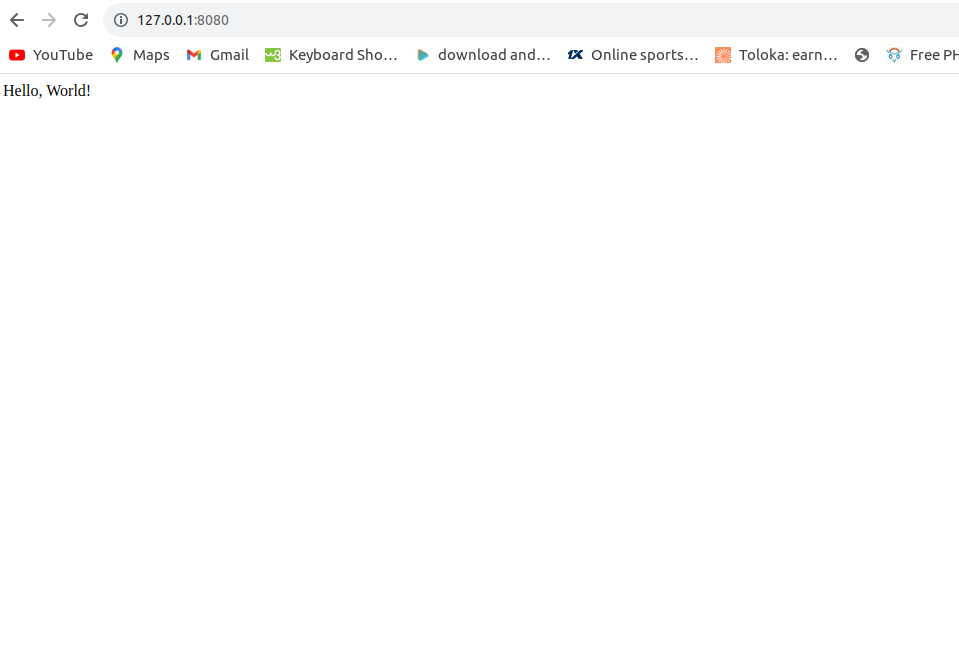 127.0.0.1:8080
YouTube Maps Gmail Keyboard Sho... download and... 1X Online sports... Toloka: earn... Free PH
Hello, World!